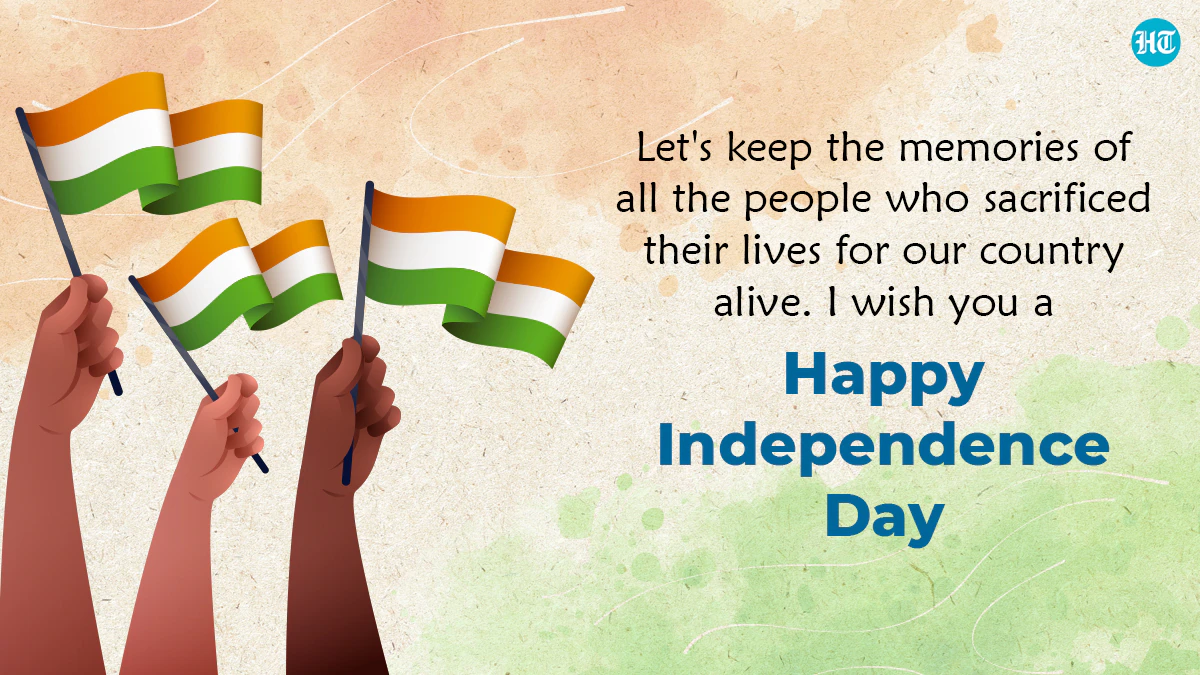 HT
Let's keep the memories of
all the people who sacrificed
their lives for our country
alive. I wish you a
Happy
Independence
Day